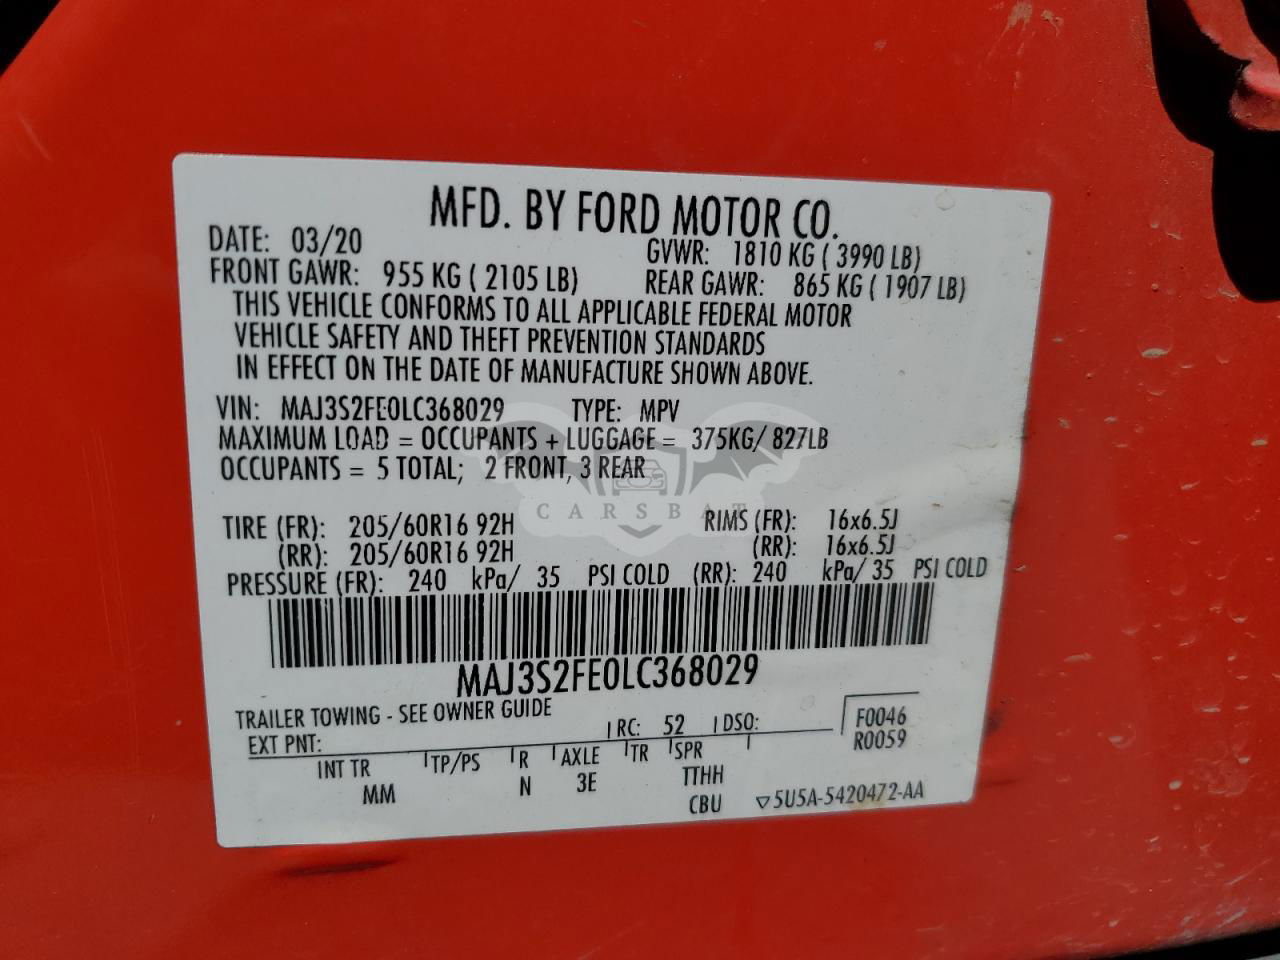 MFD. BY FORD MOTOR CO.
DATE: 03/20 GVWR: 1810 KG ( 3990 LB)
FRONT GAWR: 955 KG ( 2105 LB) REAR GAWR: 865 KG ( 1907 LB)
THIS VEHICLE CONFORMS TO ALL APPLICABLE FEDERAL MOTOR
VEHICLE SAFETY AND THEFT PREVENTION STANDARDS
IN EFFECT ON THE DATE OF MANUFACTURE SHOWN ABOVE.
VIN: MAJ3S2FE0LC368029 TYPE: MPV
MAXIMUM LOAD = OCCUPANTS + LUGGAGE = 375KG/ 827LB
OCCUPANTS = 5 TOTAL; 2 FRONT, 3 REAR
CARSBAT
TIRE (FR): 205/60R16 92H RIMS (FR): 16x6.5J
(RR): 205/60R16 92H (RR): 16x6.5J
PRESSURE (FR): 240 kPa/ 35 PSI COLD (RR): 240 kPa/ 35 PSI COLD
MAJ3S2FE0LC368029
TRAILER TOWING - SEE OWNER GUIDE
EXT PNT: RC: 52 DSO: F0046
R0059
INT TR TP/PS R AXLE TR SPR
MM N 3E TTHH
CBU ▽5U5A-5420472-AA